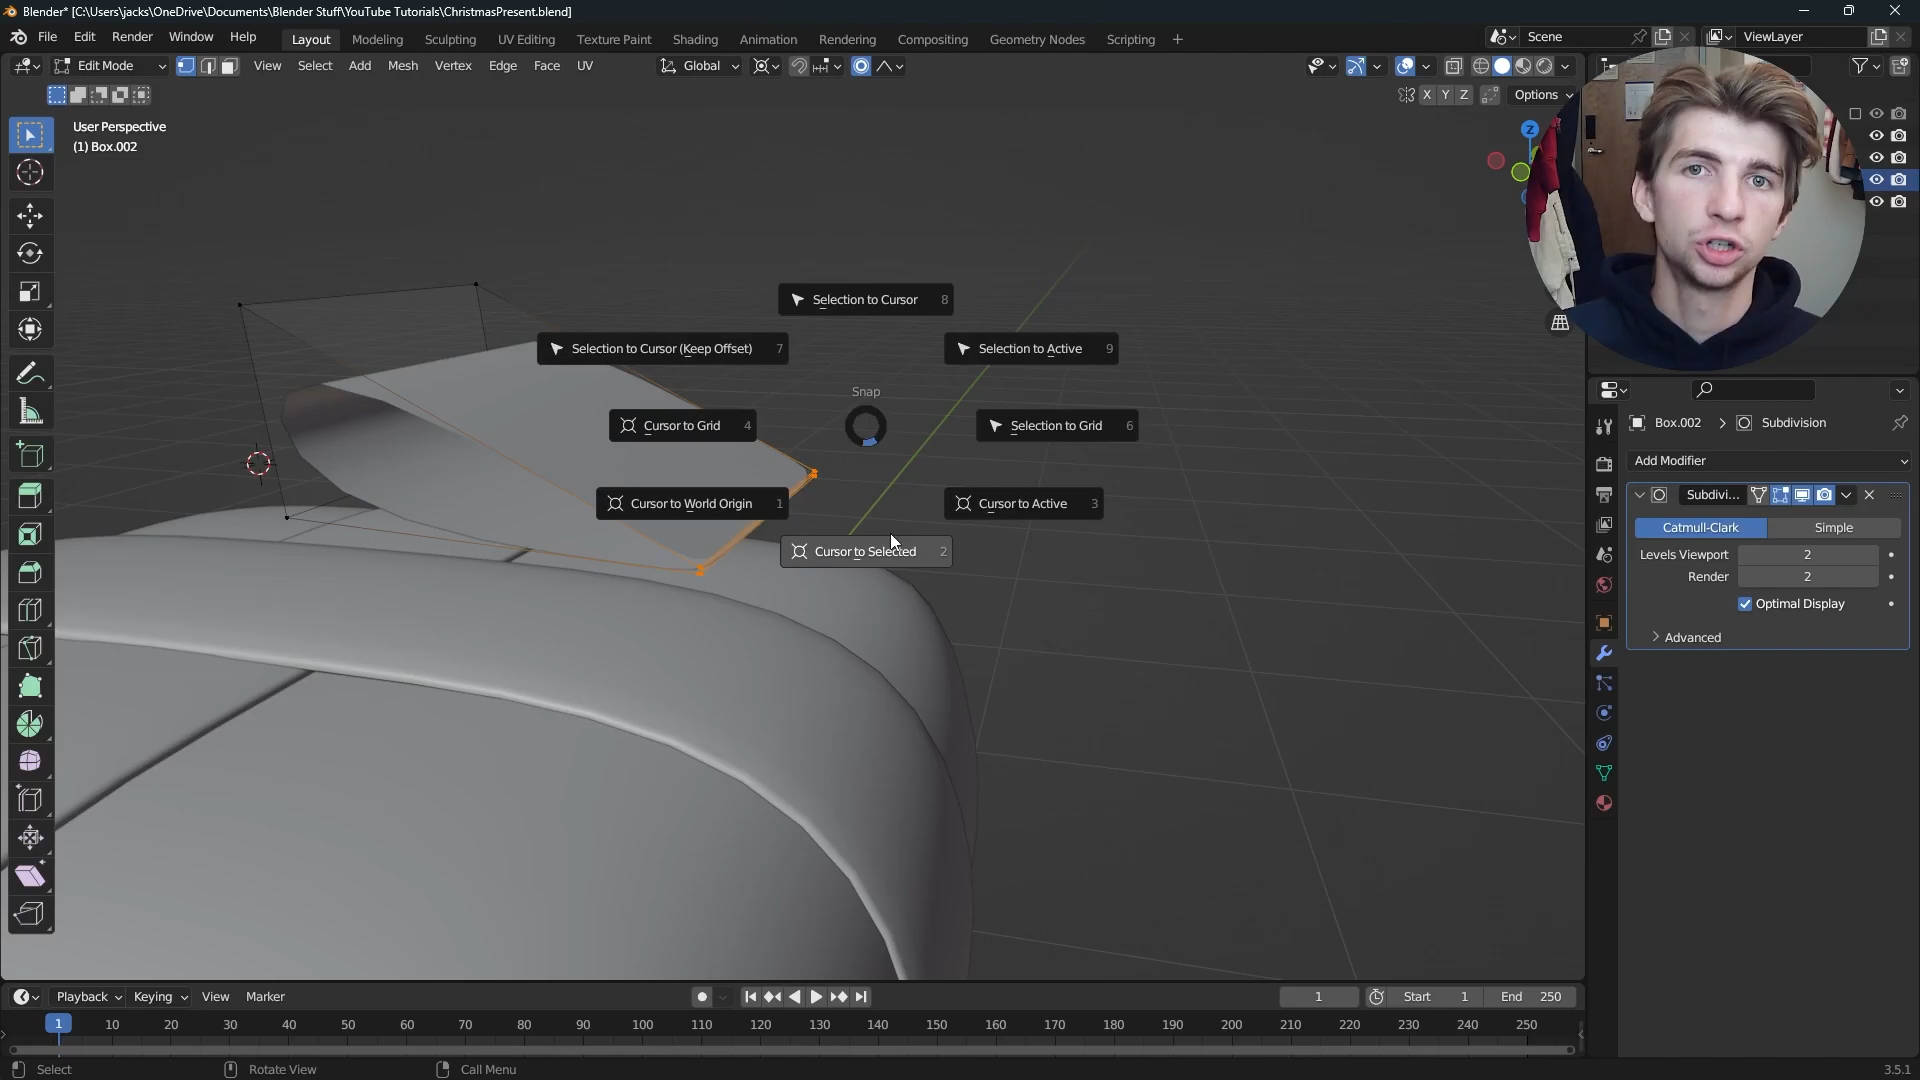 Blender* [C:\Users\jacks\OneDrive\Documents\Blender Stuff\YouTube Tutorials\ChristmasPresent.blend]
File Edit Render Window Help Layout Modeling Sculpting UV Editing Texture Paint Shading Animation Rendering Compositing Geometry Nodes Scripting + Scene ViewLayer
Edit Mode View Select Add Mesh Vertex Edge Face UV Global
X Y Z Options
User Perspective
(1) Box.002
Z
Selection to Cursor 8
Selection to Cursor (Keep Offset) 7
Selection to Active 9
Snap
Cursor to Grid 4
Selection to Grid 6
Cursor to World Origin 1
Cursor to Active 3
Cursor to Selected 2
Box.002 > Subdivision
Add Modifier
Subdivi...
Catmull-Clark Simple
Levels Viewport 2
Render 2
Optimal Display
> Advanced
Playback Keying View Marker 1 Start 1 End 250
1 10 20 30 40 50 60 70 80 90 100 110 120 130 140 150 160 170 180 190 200 210 220 230 240 250
Select Rotate View Call Menu 3.5.1